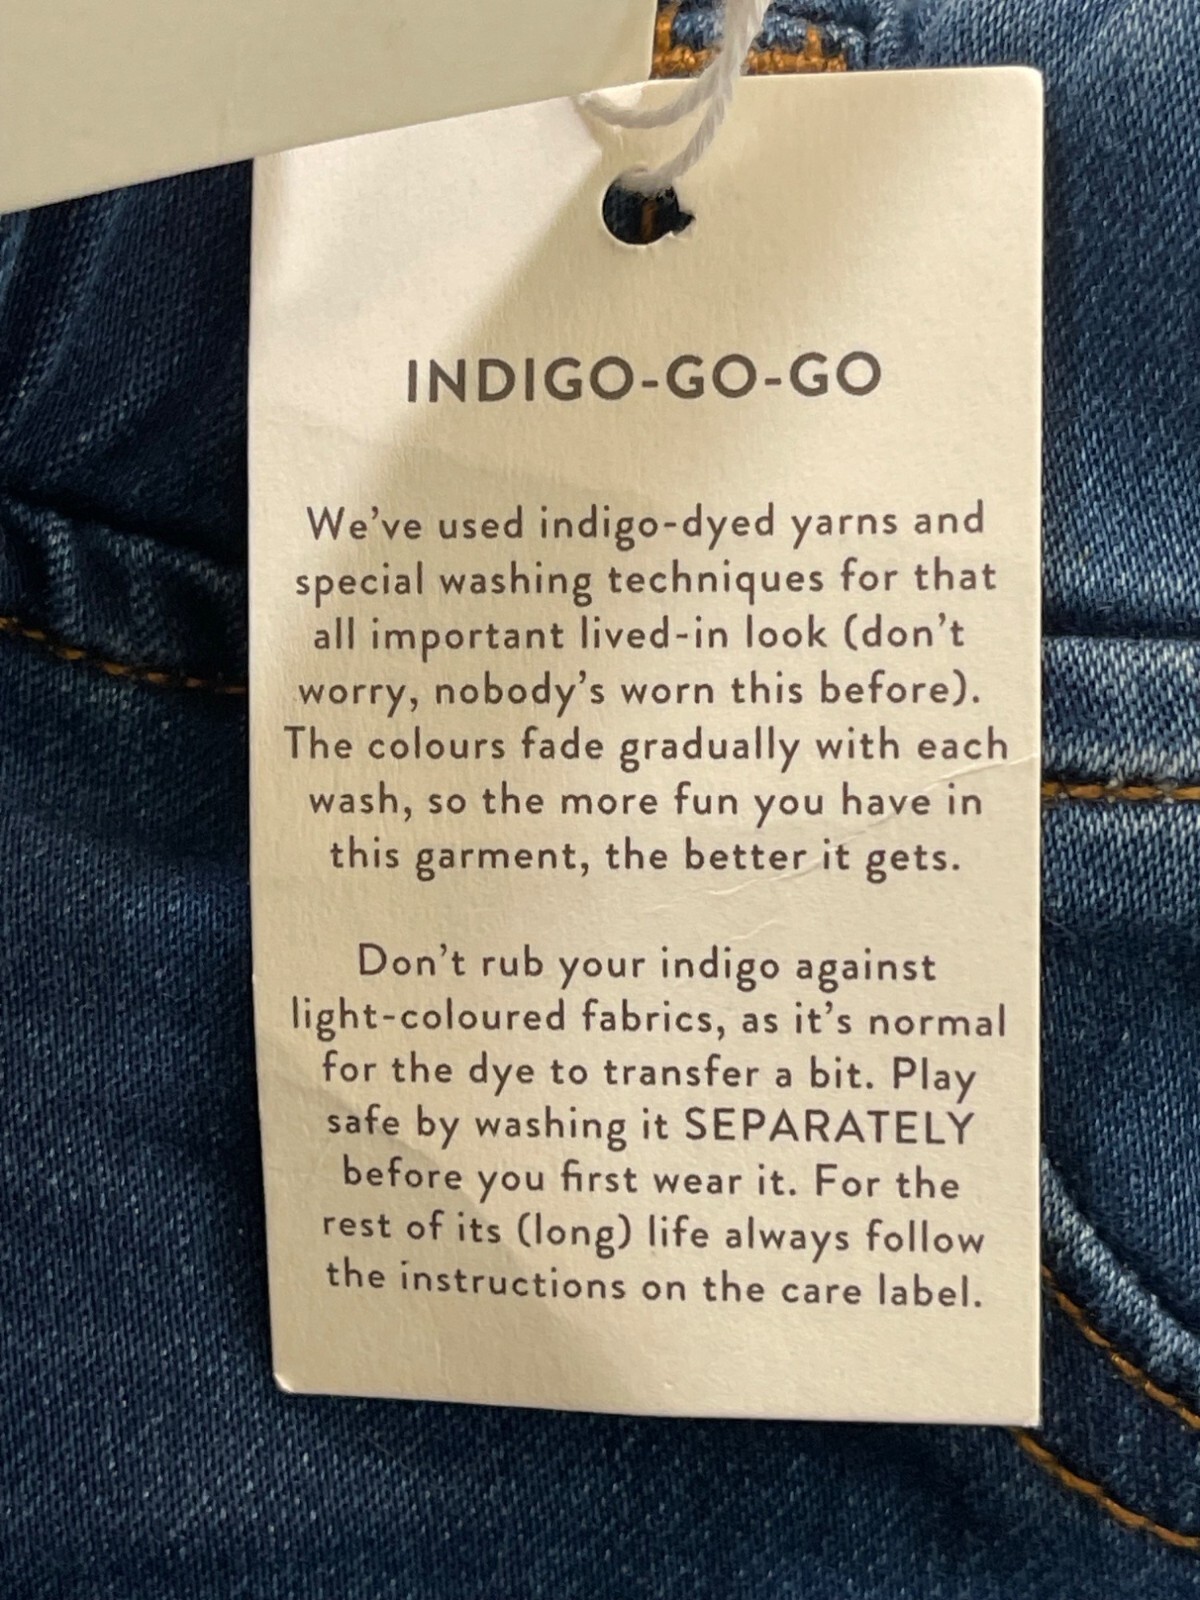 INDIGO-GO-GO
We've used indigo-dyed yarns and
special washing techniques for that
all important lived-in look (don't
worry, nobody's worn this before).
The colours fade gradually with each
wash, so the more fun you have in
this garment, the better it gets.
Don't rub your indigo against
light-coloured fabrics, as it's normal
for the dye to transfer a bit. Play
safe by washing it SEPARATELY
before you first wear it. For the
rest of its (long) life always follow
the instructions on the care label.